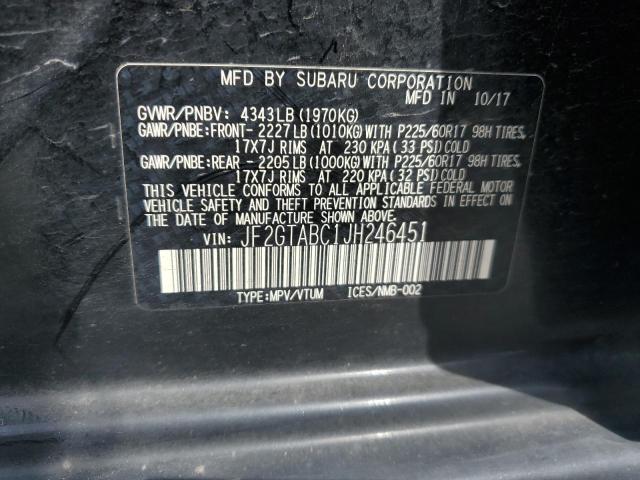 MFD BY SUBARU CORPORATION
MFD IN 10/17
GVWR/PNBV: 4343LB (1970KG)
GAWR/PNBE:FRONT- 2227LB (1010KG) WITH P225/60R17 98H TIRES,
17X7J RIMS AT 230 KPA (33 PSI) COLD
GAWR/PNBE:REAR - 2205LB (1000KG) WITH P225/60R17 98H TIRES,
17X7J RIMS AT 220 KPA (32 PSI) COLD
THIS VEHICLE CONFORMS TO ALL APPLICABLE FEDERAL MOTOR
VEHICLE SAFETY AND THEFT PREVENTION STANDARDS IN EFFECT ON
THE DATE OF MANUFACTURE SHOWN ABOVE.
VIN: JF2GTABC1JH246451
TYPE:MPV/VTUM ICES/NMB-002